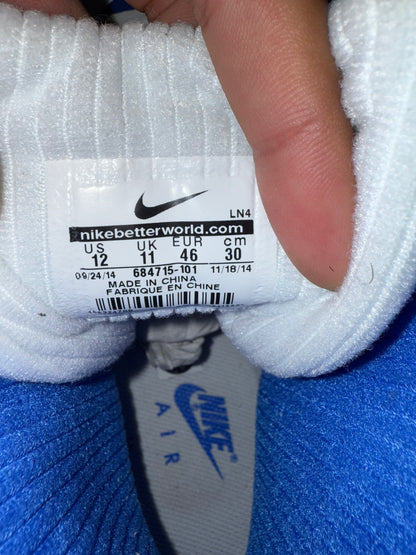 LN4
nikebetterworld.com
US UK EUR cm
12 11 46 30
09/24/14 684715-101 11/18/14
MADE IN CHINA
FABRIQUE EN CHINE
NIKE
AIR